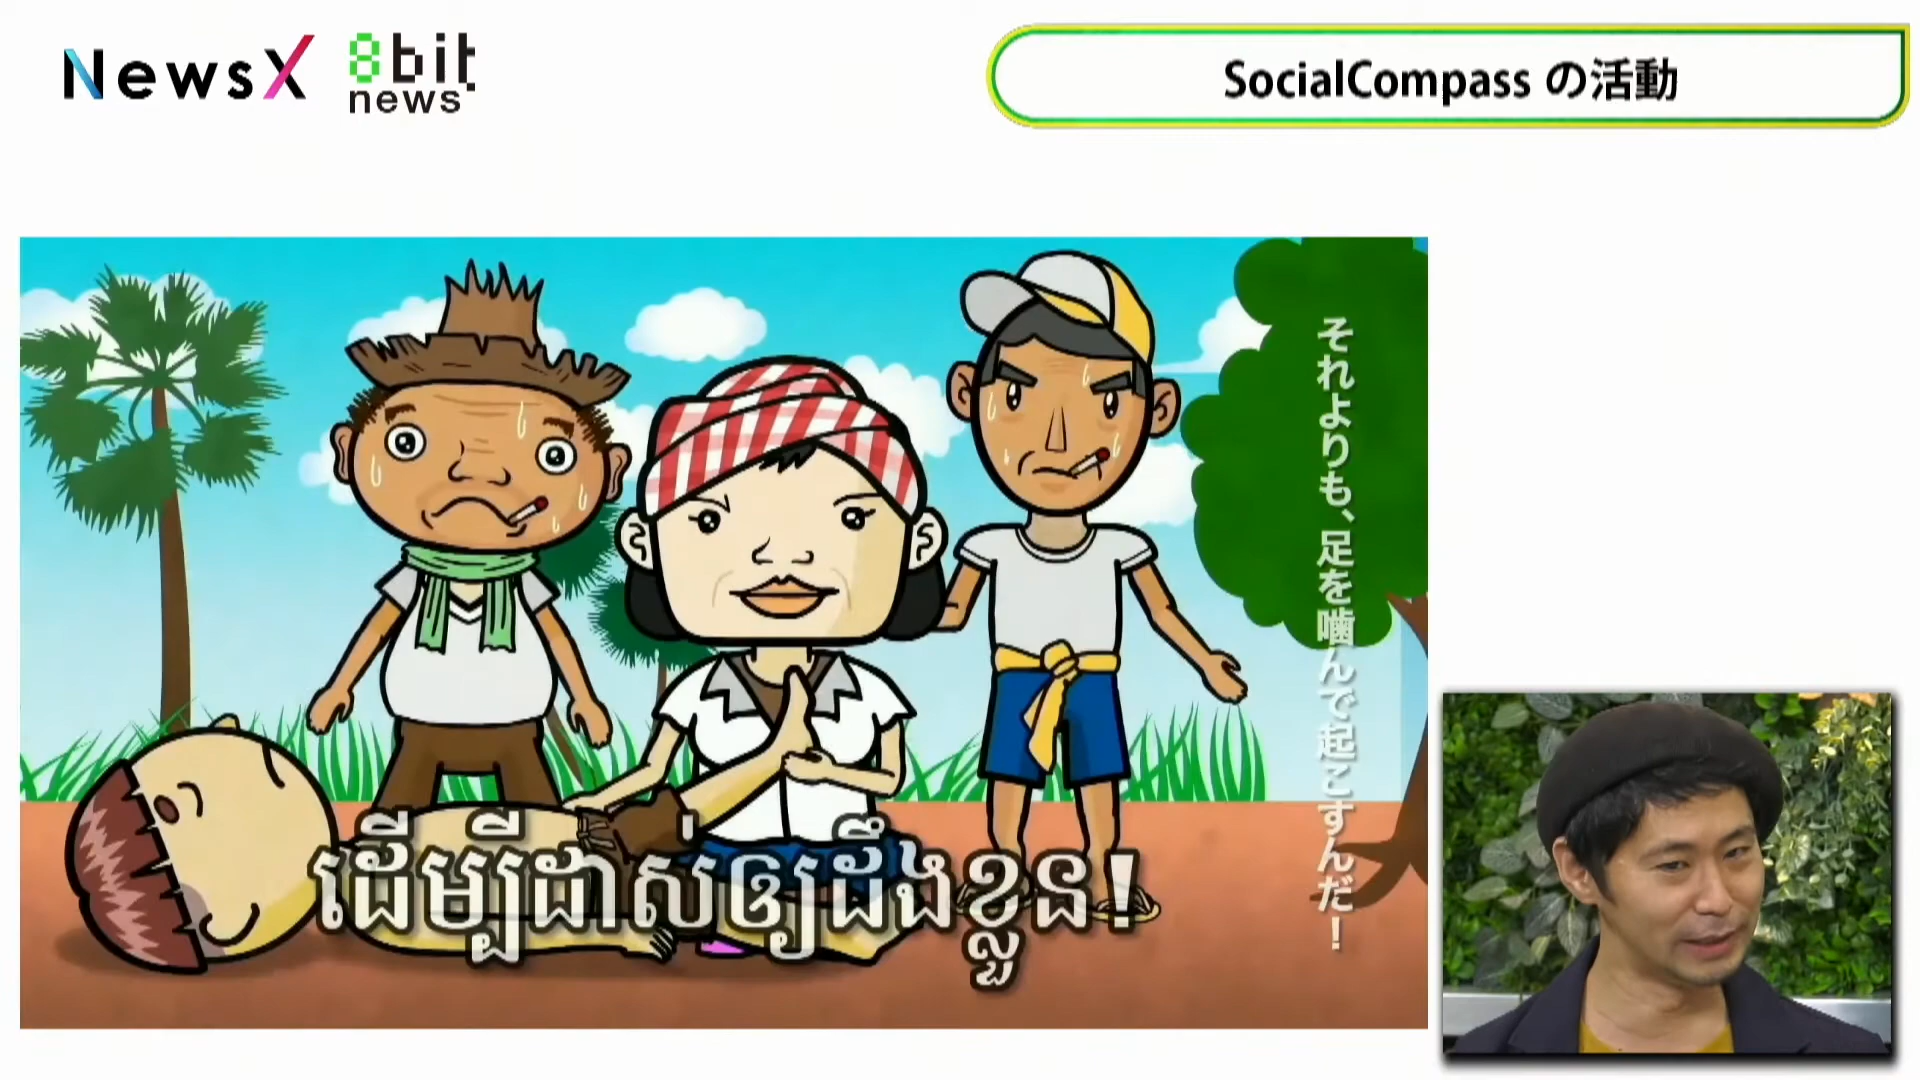 NewsX
8bit
news
SocialCompass の活動
それよりも、足を噛んで起こすんだ！
ដើម្បីដាស់ឲ្យដឹងខ្លួន!